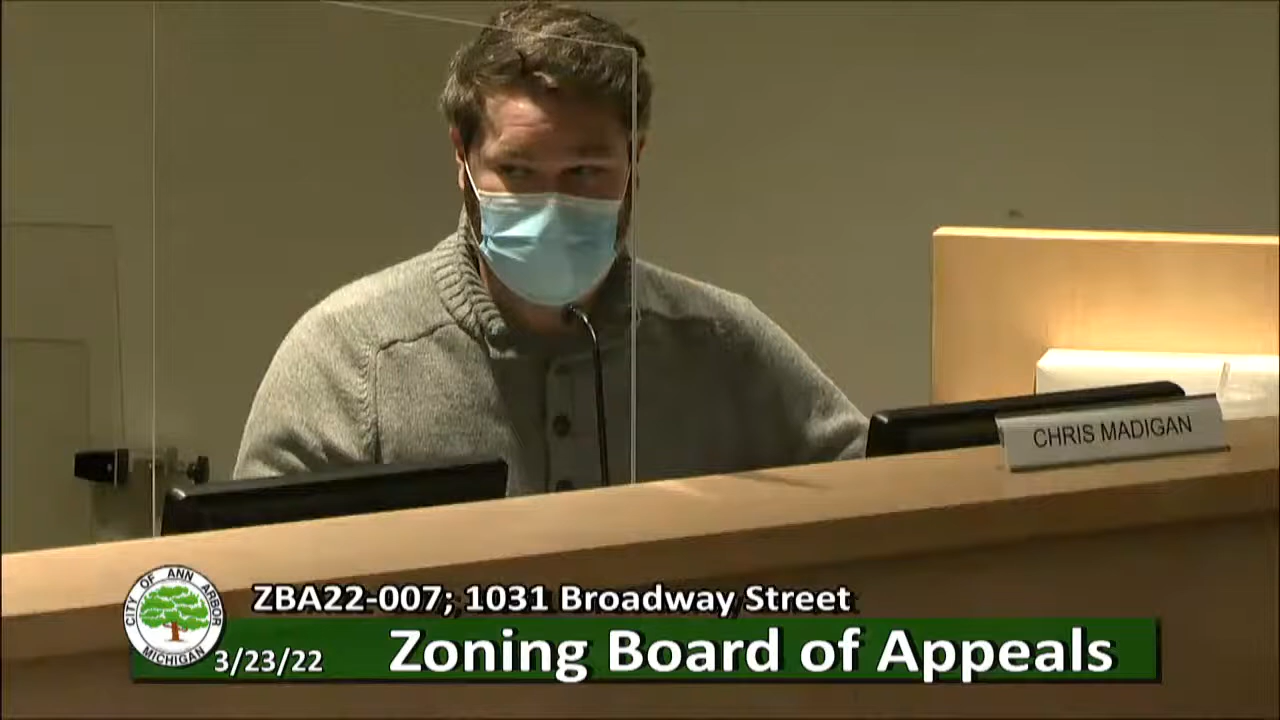 CHRIS MADIGAN
ZBA22-007; 1031 Broadway Street
CITY OF ANN ARBOR
MICHIGAN
3/23/22
Zoning Board of Appeals